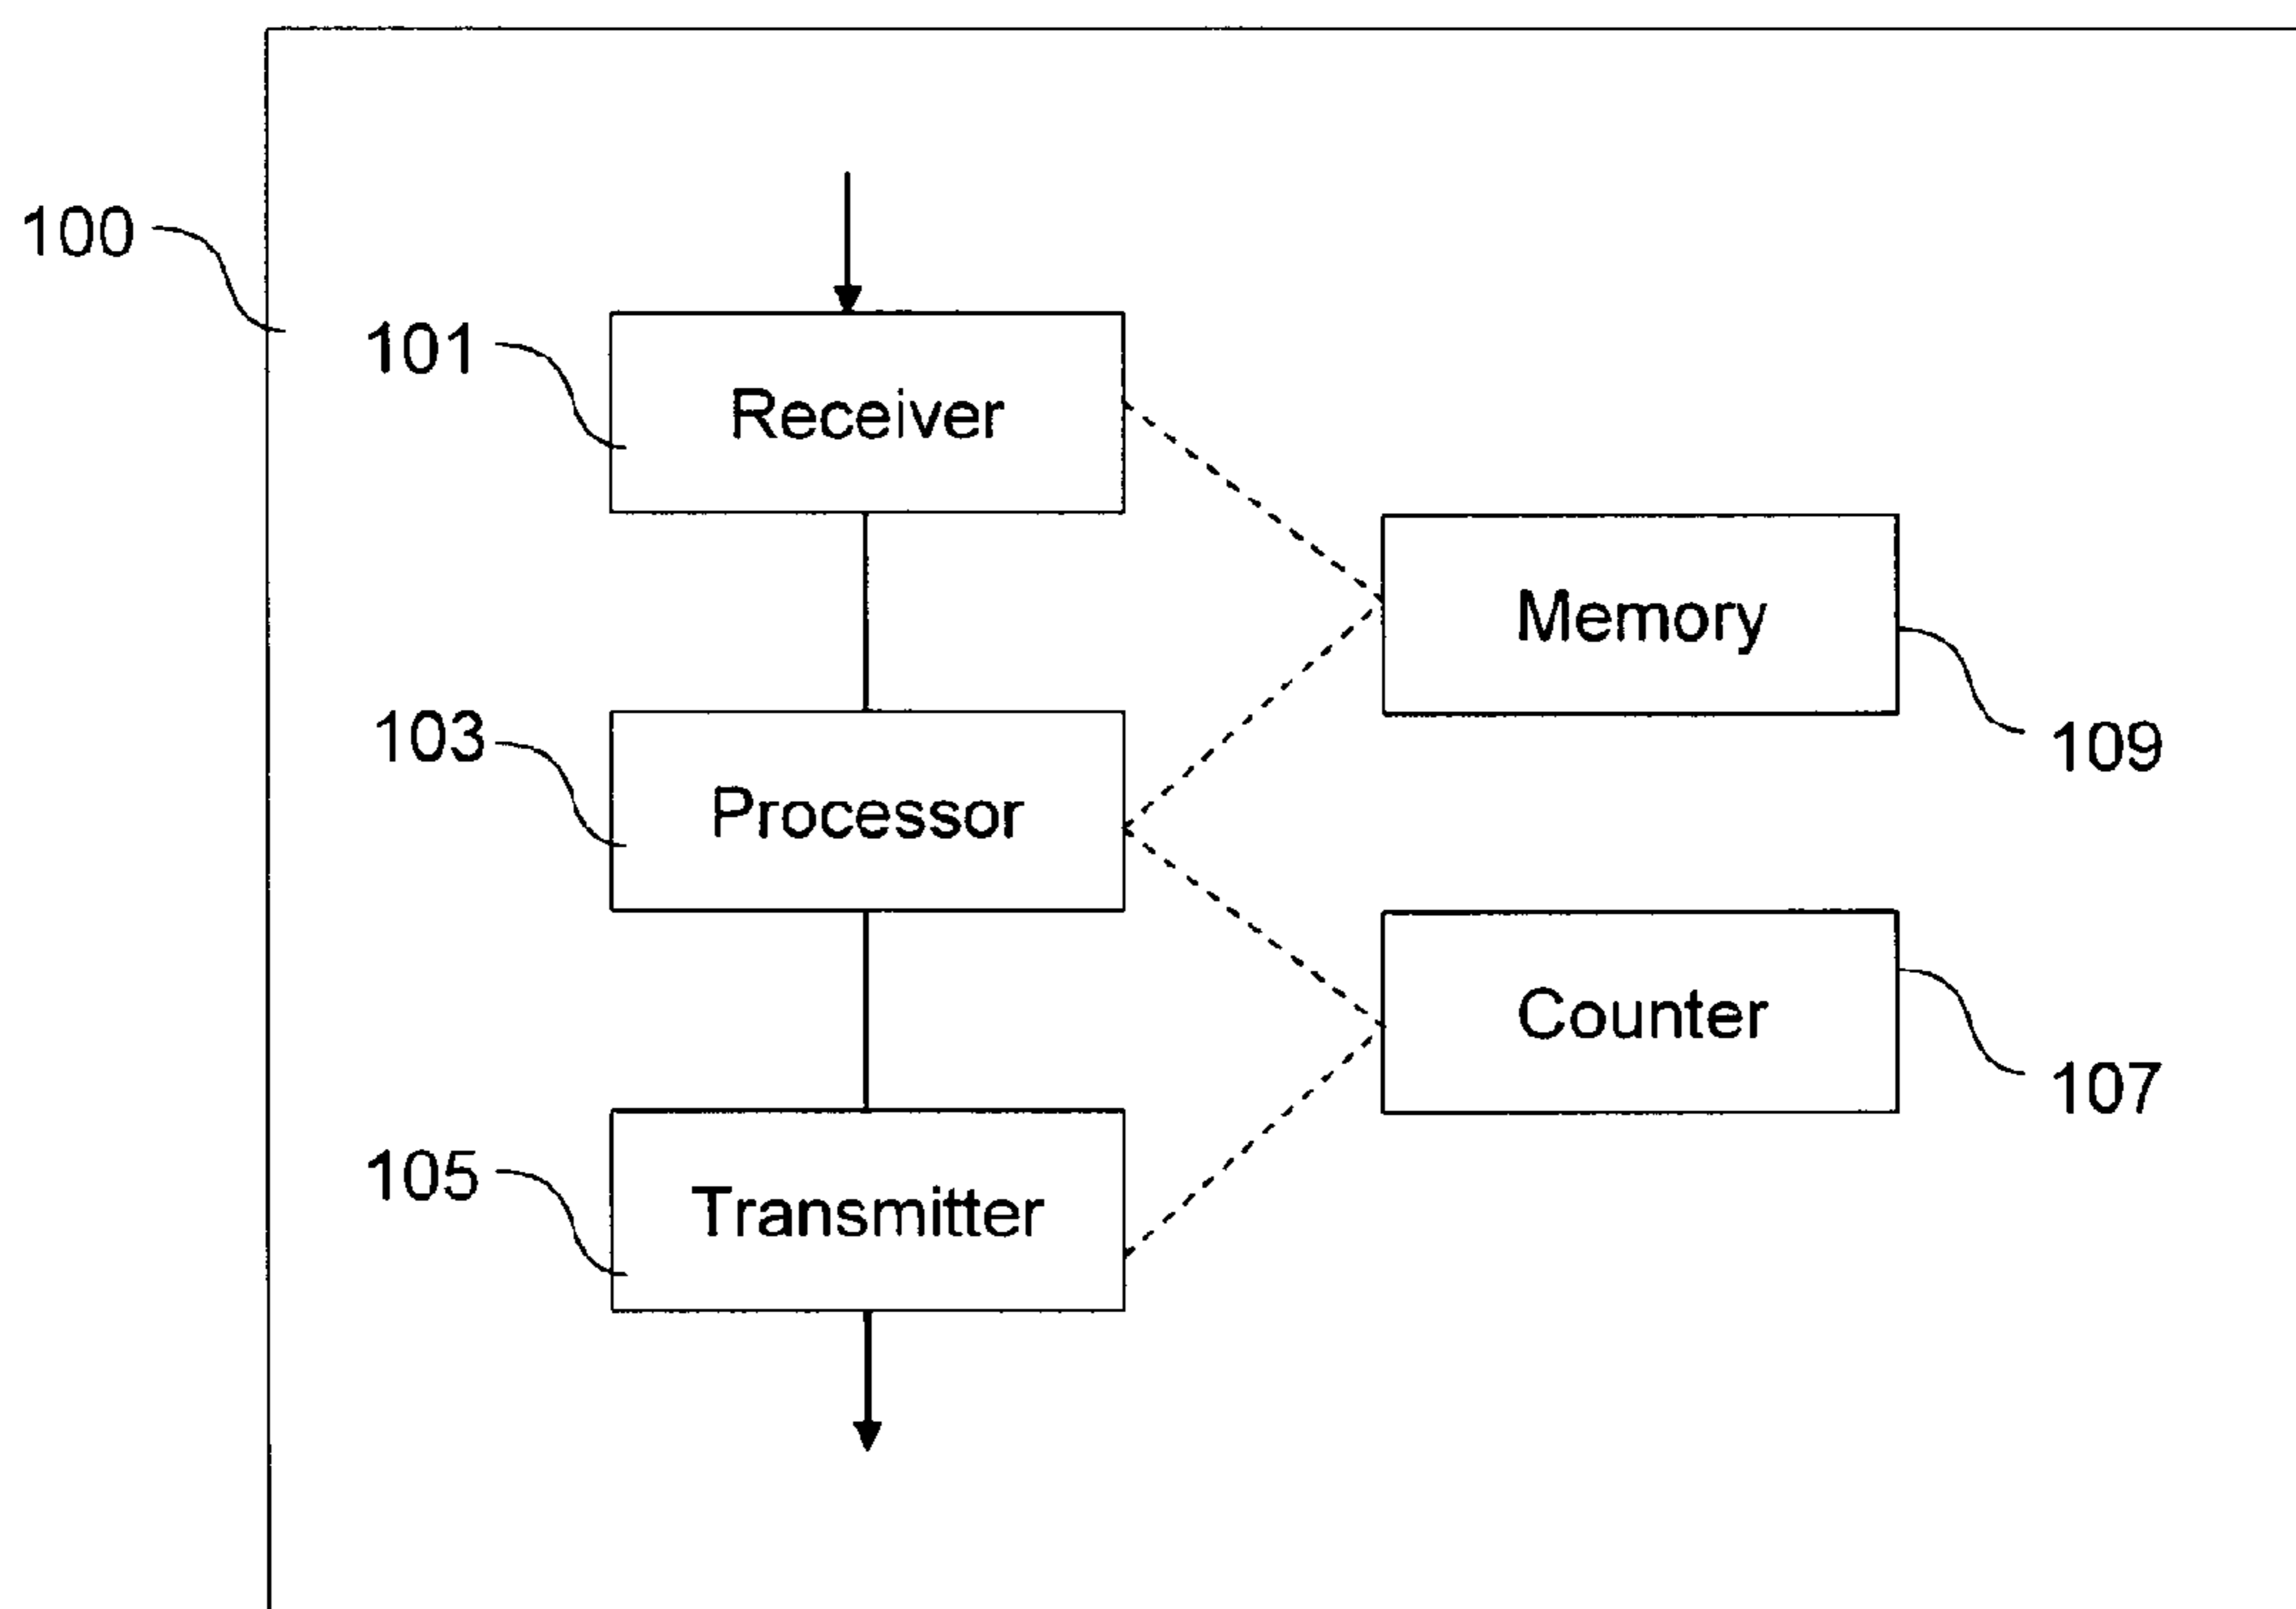 100
101
Receiver
Memory
103
109
Processor
Counter
107
105
Transmitter